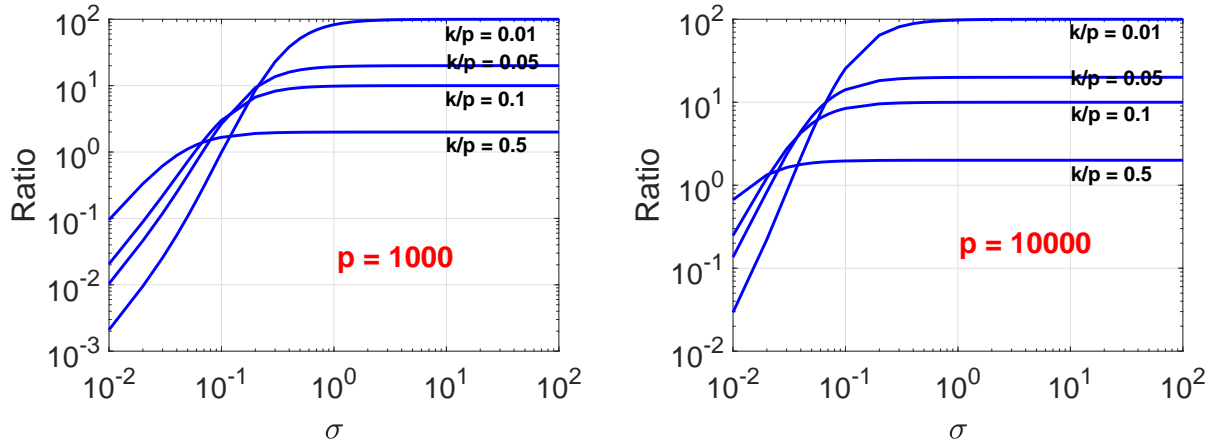 10^2
10^1
10^0
10^-1
10^-2
10^-3
Ratio
k/p = 0.01
k/p = 0.05
k/p = 0.1
k/p = 0.5
p = 1000
10^-2 10^-1 10^0 10^1 10^2
σ
10^2
10^1
10^0
10^-1
10^-2
Ratio
k/p = 0.01
k/p = 0.05
k/p = 0.1
k/p = 0.5
p = 10000
10^-2 10^-1 10^0 10^1 10^2
σ